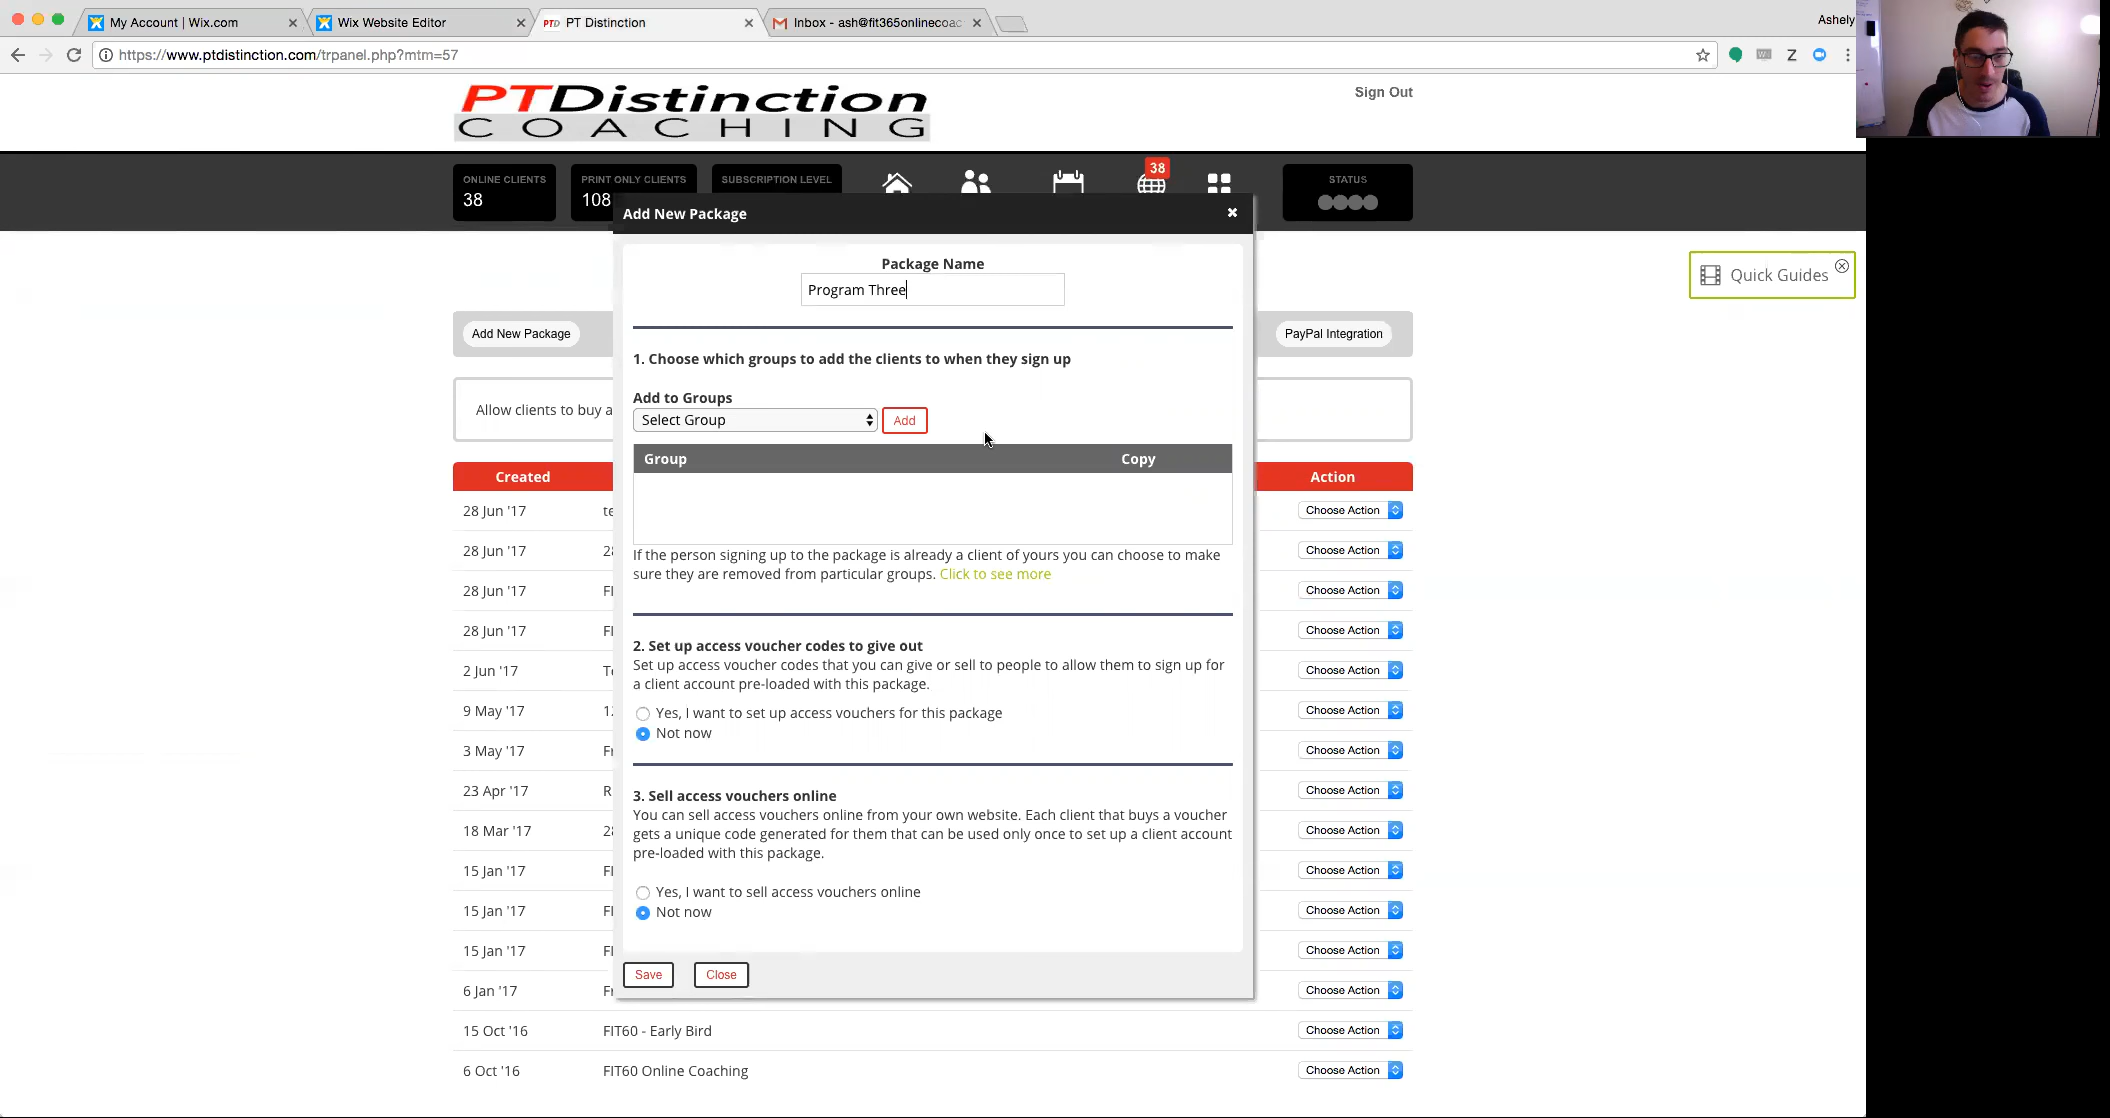 My Account | Wix.com
Wix Website Editor
PTD PT Distinction
Inbox - ash@fit365onlinecoac
Ashely
https://www.ptdistinction.com/trpanel.php?mtm=57
Z
PTDistinction
COACHING
Sign Out
ONLINE CLIENTS
38
PRINT ONLY CLIENTS
108
SUBSCRIPTION LEVEL
38
STATUS
Add New Package
Quick Guides
Package Name
Program Three
Add New Package
PayPal Integration
1. Choose which groups to add the clients to when they sign up
Allow clients to buy a
Add to Groups
Select Group
Add
Group
Copy
Created
Action
If the person signing up to the package is already a client of yours you can choose to make
sure they are removed from particular groups. Click to see more
2. Set up access voucher codes to give out
Set up access voucher codes that you can give or sell to people to allow them to sign up for
a client account pre-loaded with this package.
Yes, I want to set up access vouchers for this package
Not now
3. Sell access vouchers online
You can sell access vouchers online from your own website. Each client that buys a voucher
gets a unique code generated for them that can be used only once to set up a client account
pre-loaded with this package.
Yes, I want to sell access vouchers online
Not now
Save
Close
28 Jun '17 te Choose Action
28 Jun '17 28 Choose Action
28 Jun '17 FI Choose Action
28 Jun '17 FI Choose Action
2 Jun '17 Te Choose Action
9 May '17 12 Choose Action
3 May '17 Fr Choose Action
23 Apr '17 R Choose Action
18 Mar '17 28 Choose Action
15 Jan '17 FI Choose Action
15 Jan '17 FI Choose Action
15 Jan '17 FI Choose Action
6 Jan '17 Fr Choose Action
15 Oct '16 FIT60 - Early Bird Choose Action
6 Oct '16 FIT60 Online Coaching Choose Action